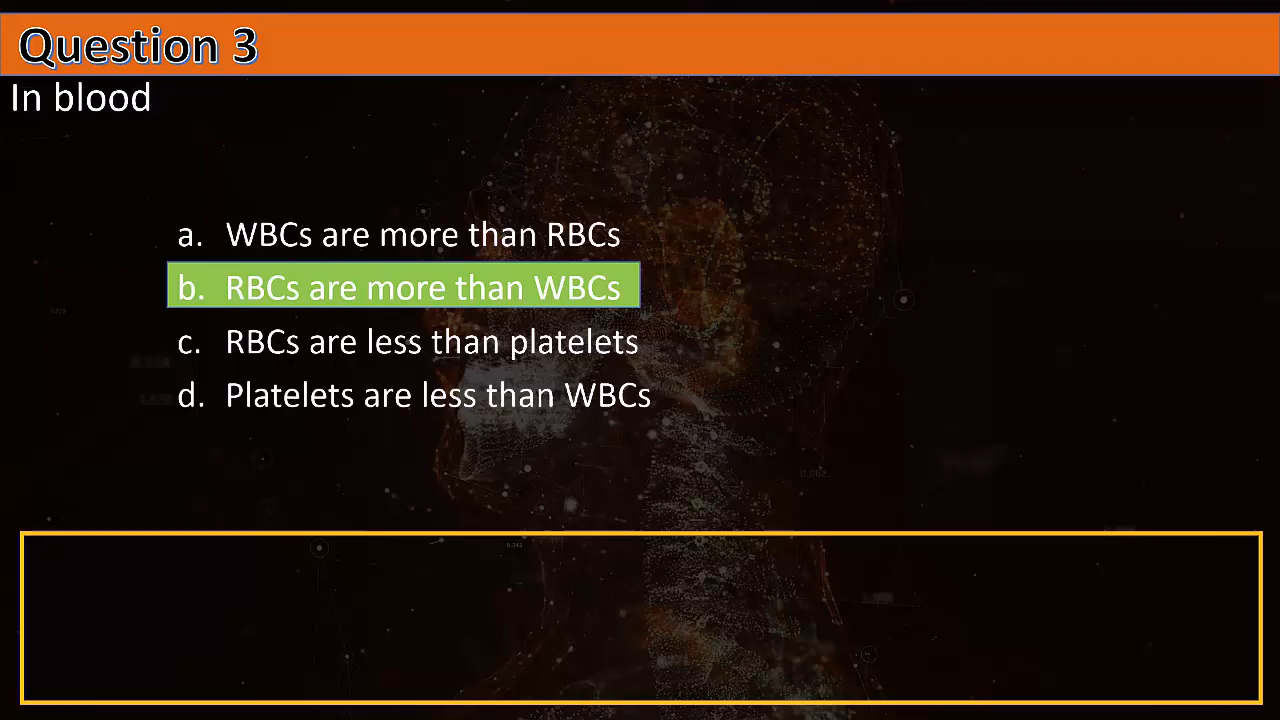 Question 3
In blood
a. WBCs are more than RBCs
b. RBCs are more than WBCs
c. RBCs are less than platelets
d. Platelets are less than WBCs